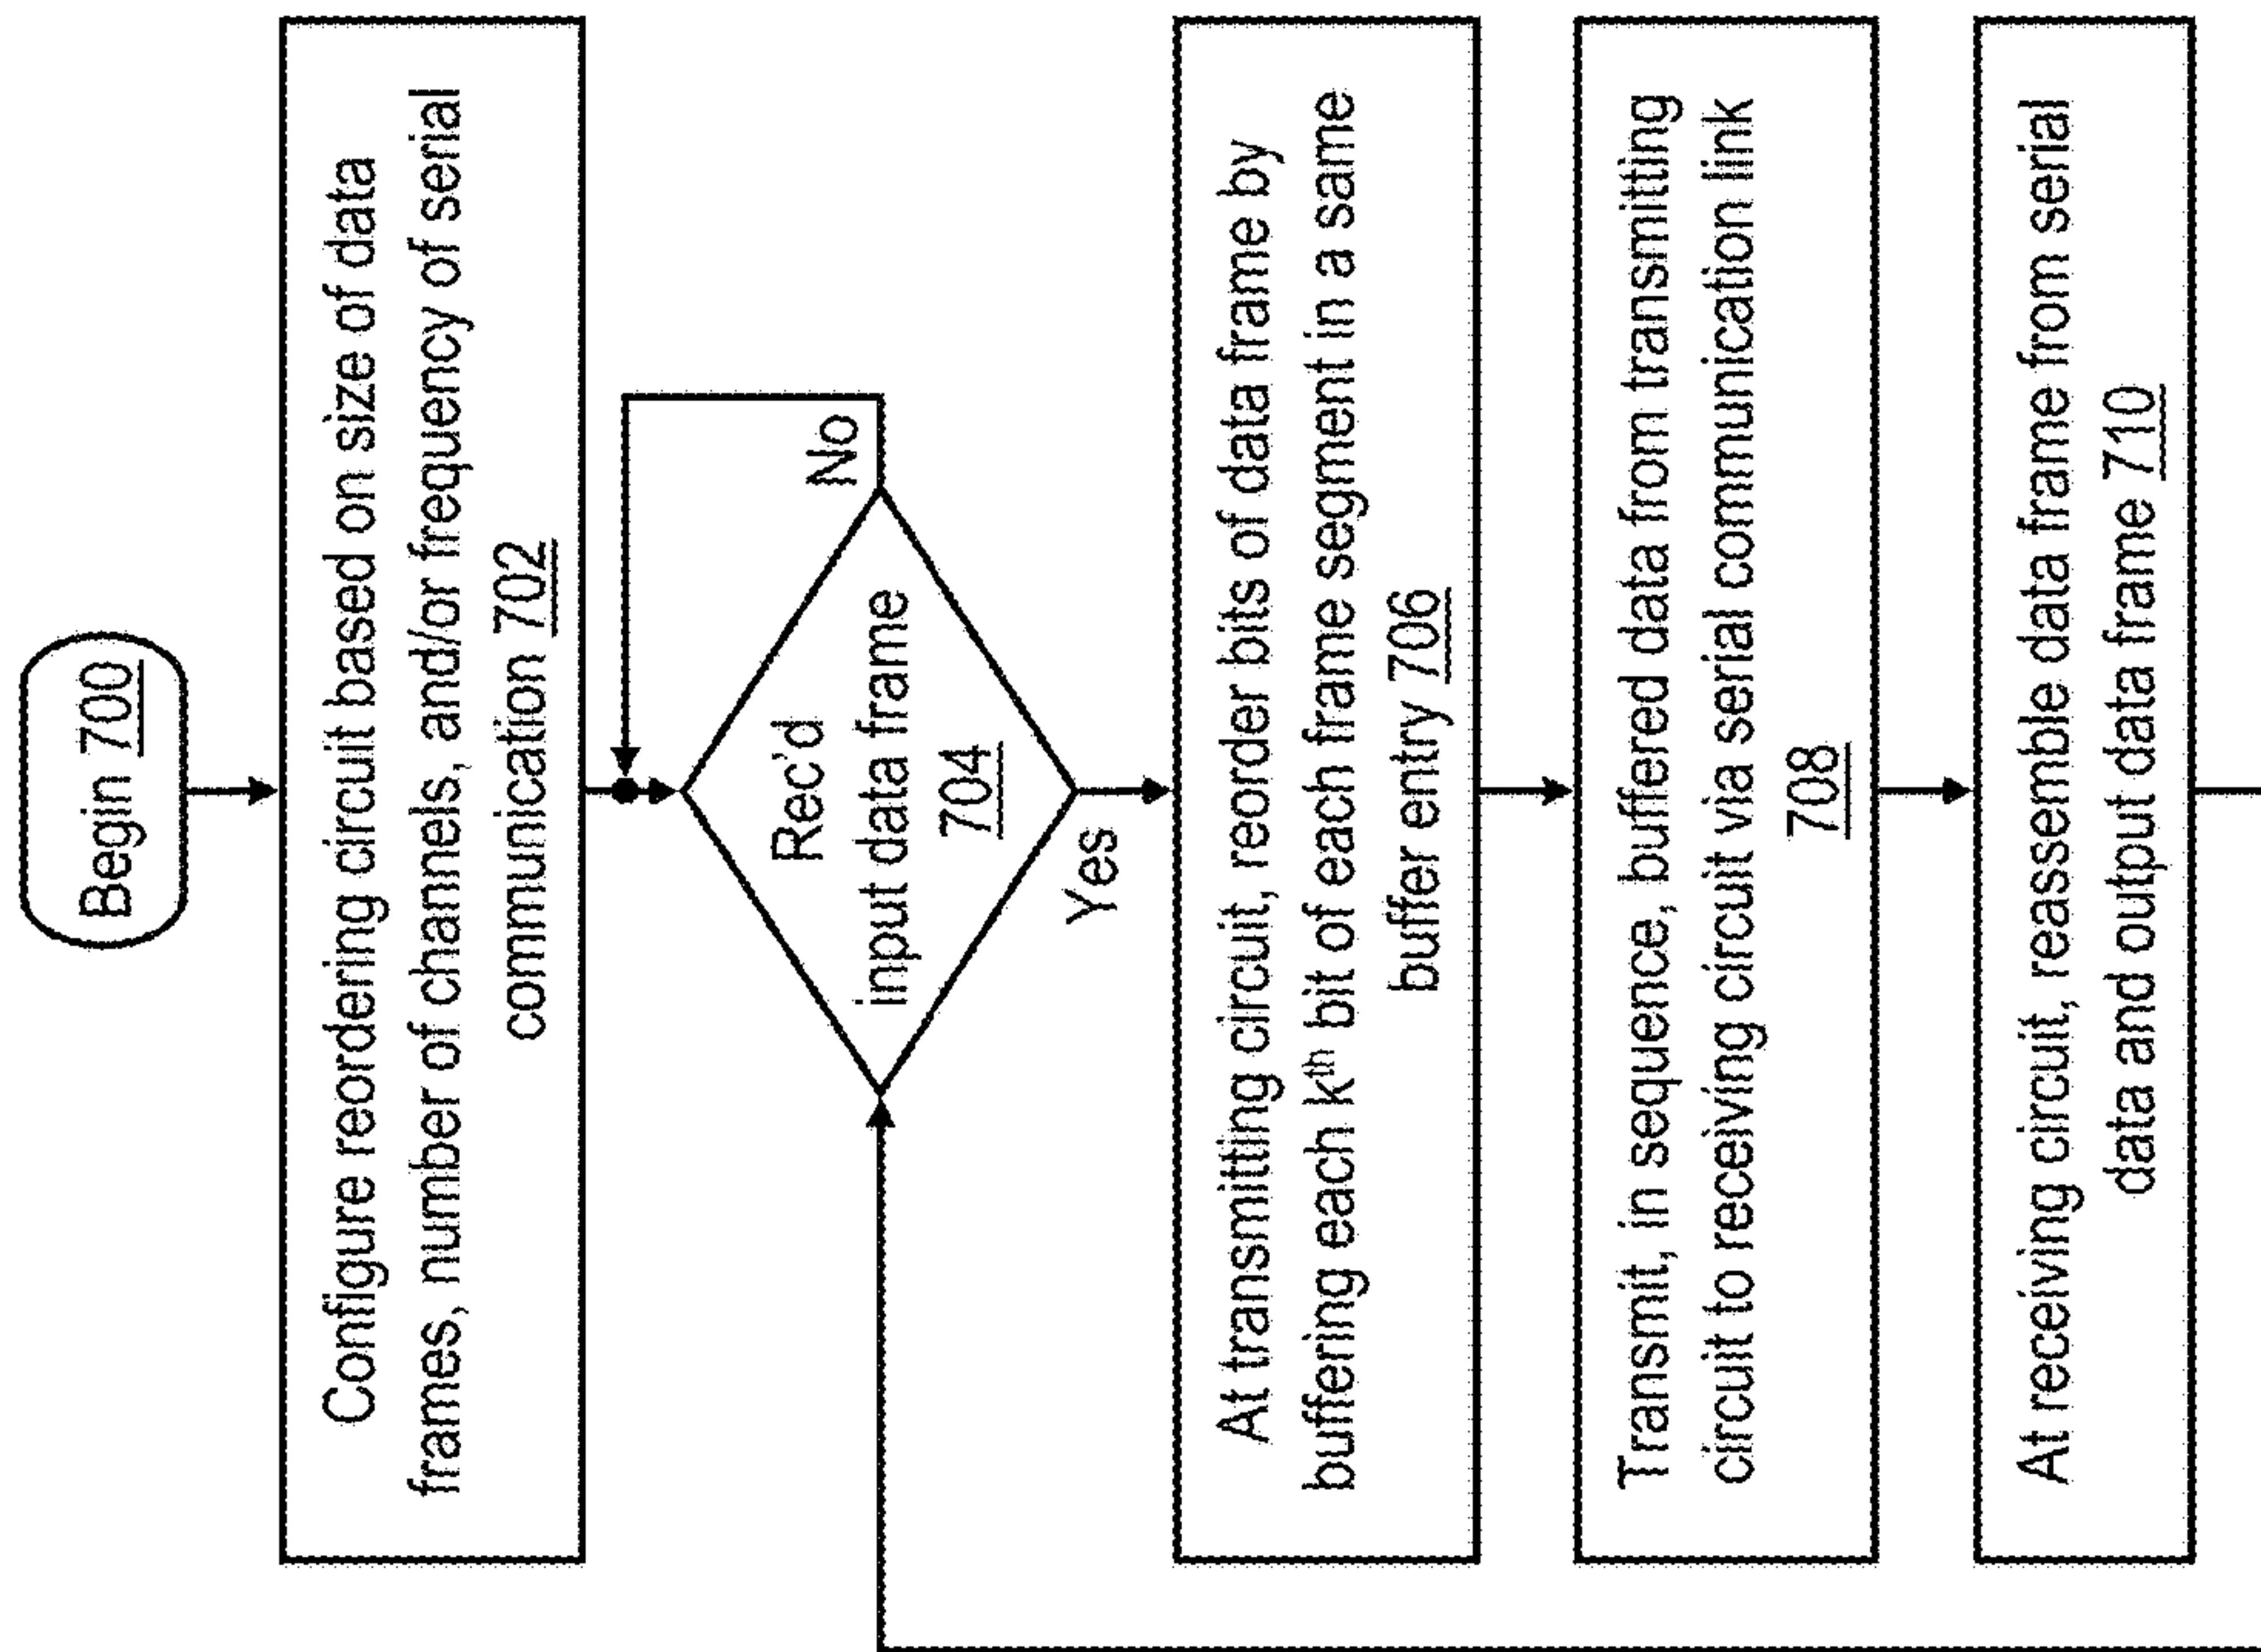 Begin 700
Configure reordering circuit based on size of data
frames, number of channels, and/or frequency of serial
communication 702
Rec'd
input data frame
704
No
Yes
At transmitting circuit, reorder bits of data frame by
buffering each kth bit of each frame segment in a same
buffer entry 706
Transmit, in sequence, buffered data from transmitting
circuit to receiving circuit via serial communication link
708
At receiving circuit, reassemble data frame from serial
data and output data frame 710